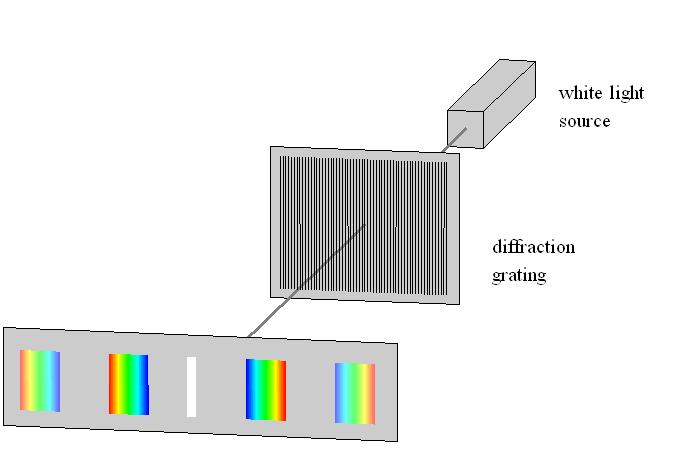 white light
source
diffraction
grating